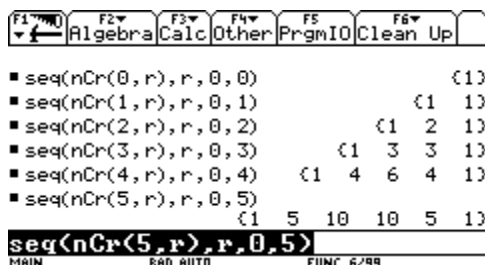 F1 F2 F3 F4 F5 F6
Algebra Calc Other PrgmIO Clean Up
▪ seq(nCr(0,r),r,0,0) {1}
▪ seq(nCr(1,r),r,0,1) {1 1}
▪ seq(nCr(2,r),r,0,2) {1 2 1}
▪ seq(nCr(3,r),r,0,3) {1 3 3 1}
▪ seq(nCr(4,r),r,0,4) {1 4 6 4 1}
▪ seq(nCr(5,r),r,0,5)
{1 5 10 10 5 1}
seq(nCr(5,r),r,0,5)
MAIN RAD AUTO FUNC 6/99